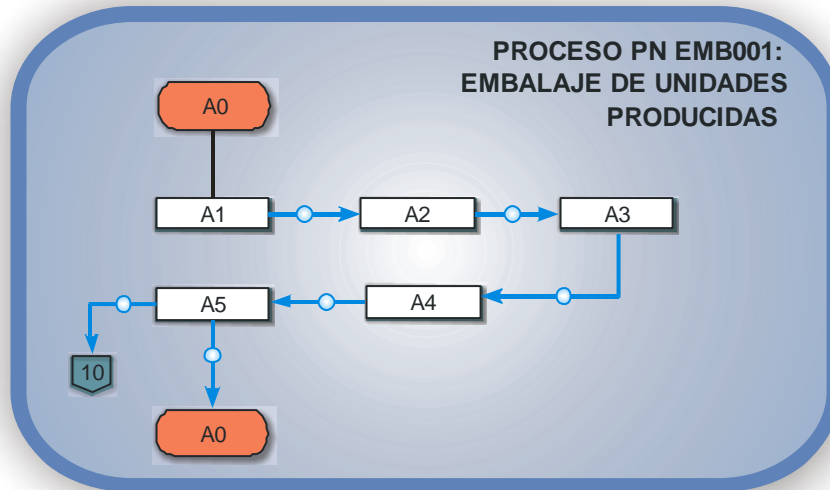 PROCESO PN EMB001:
EMBALAJE DE UNIDADES
PRODUCIDAS
A0
A1
A2
A3
A5
A4
10
A0